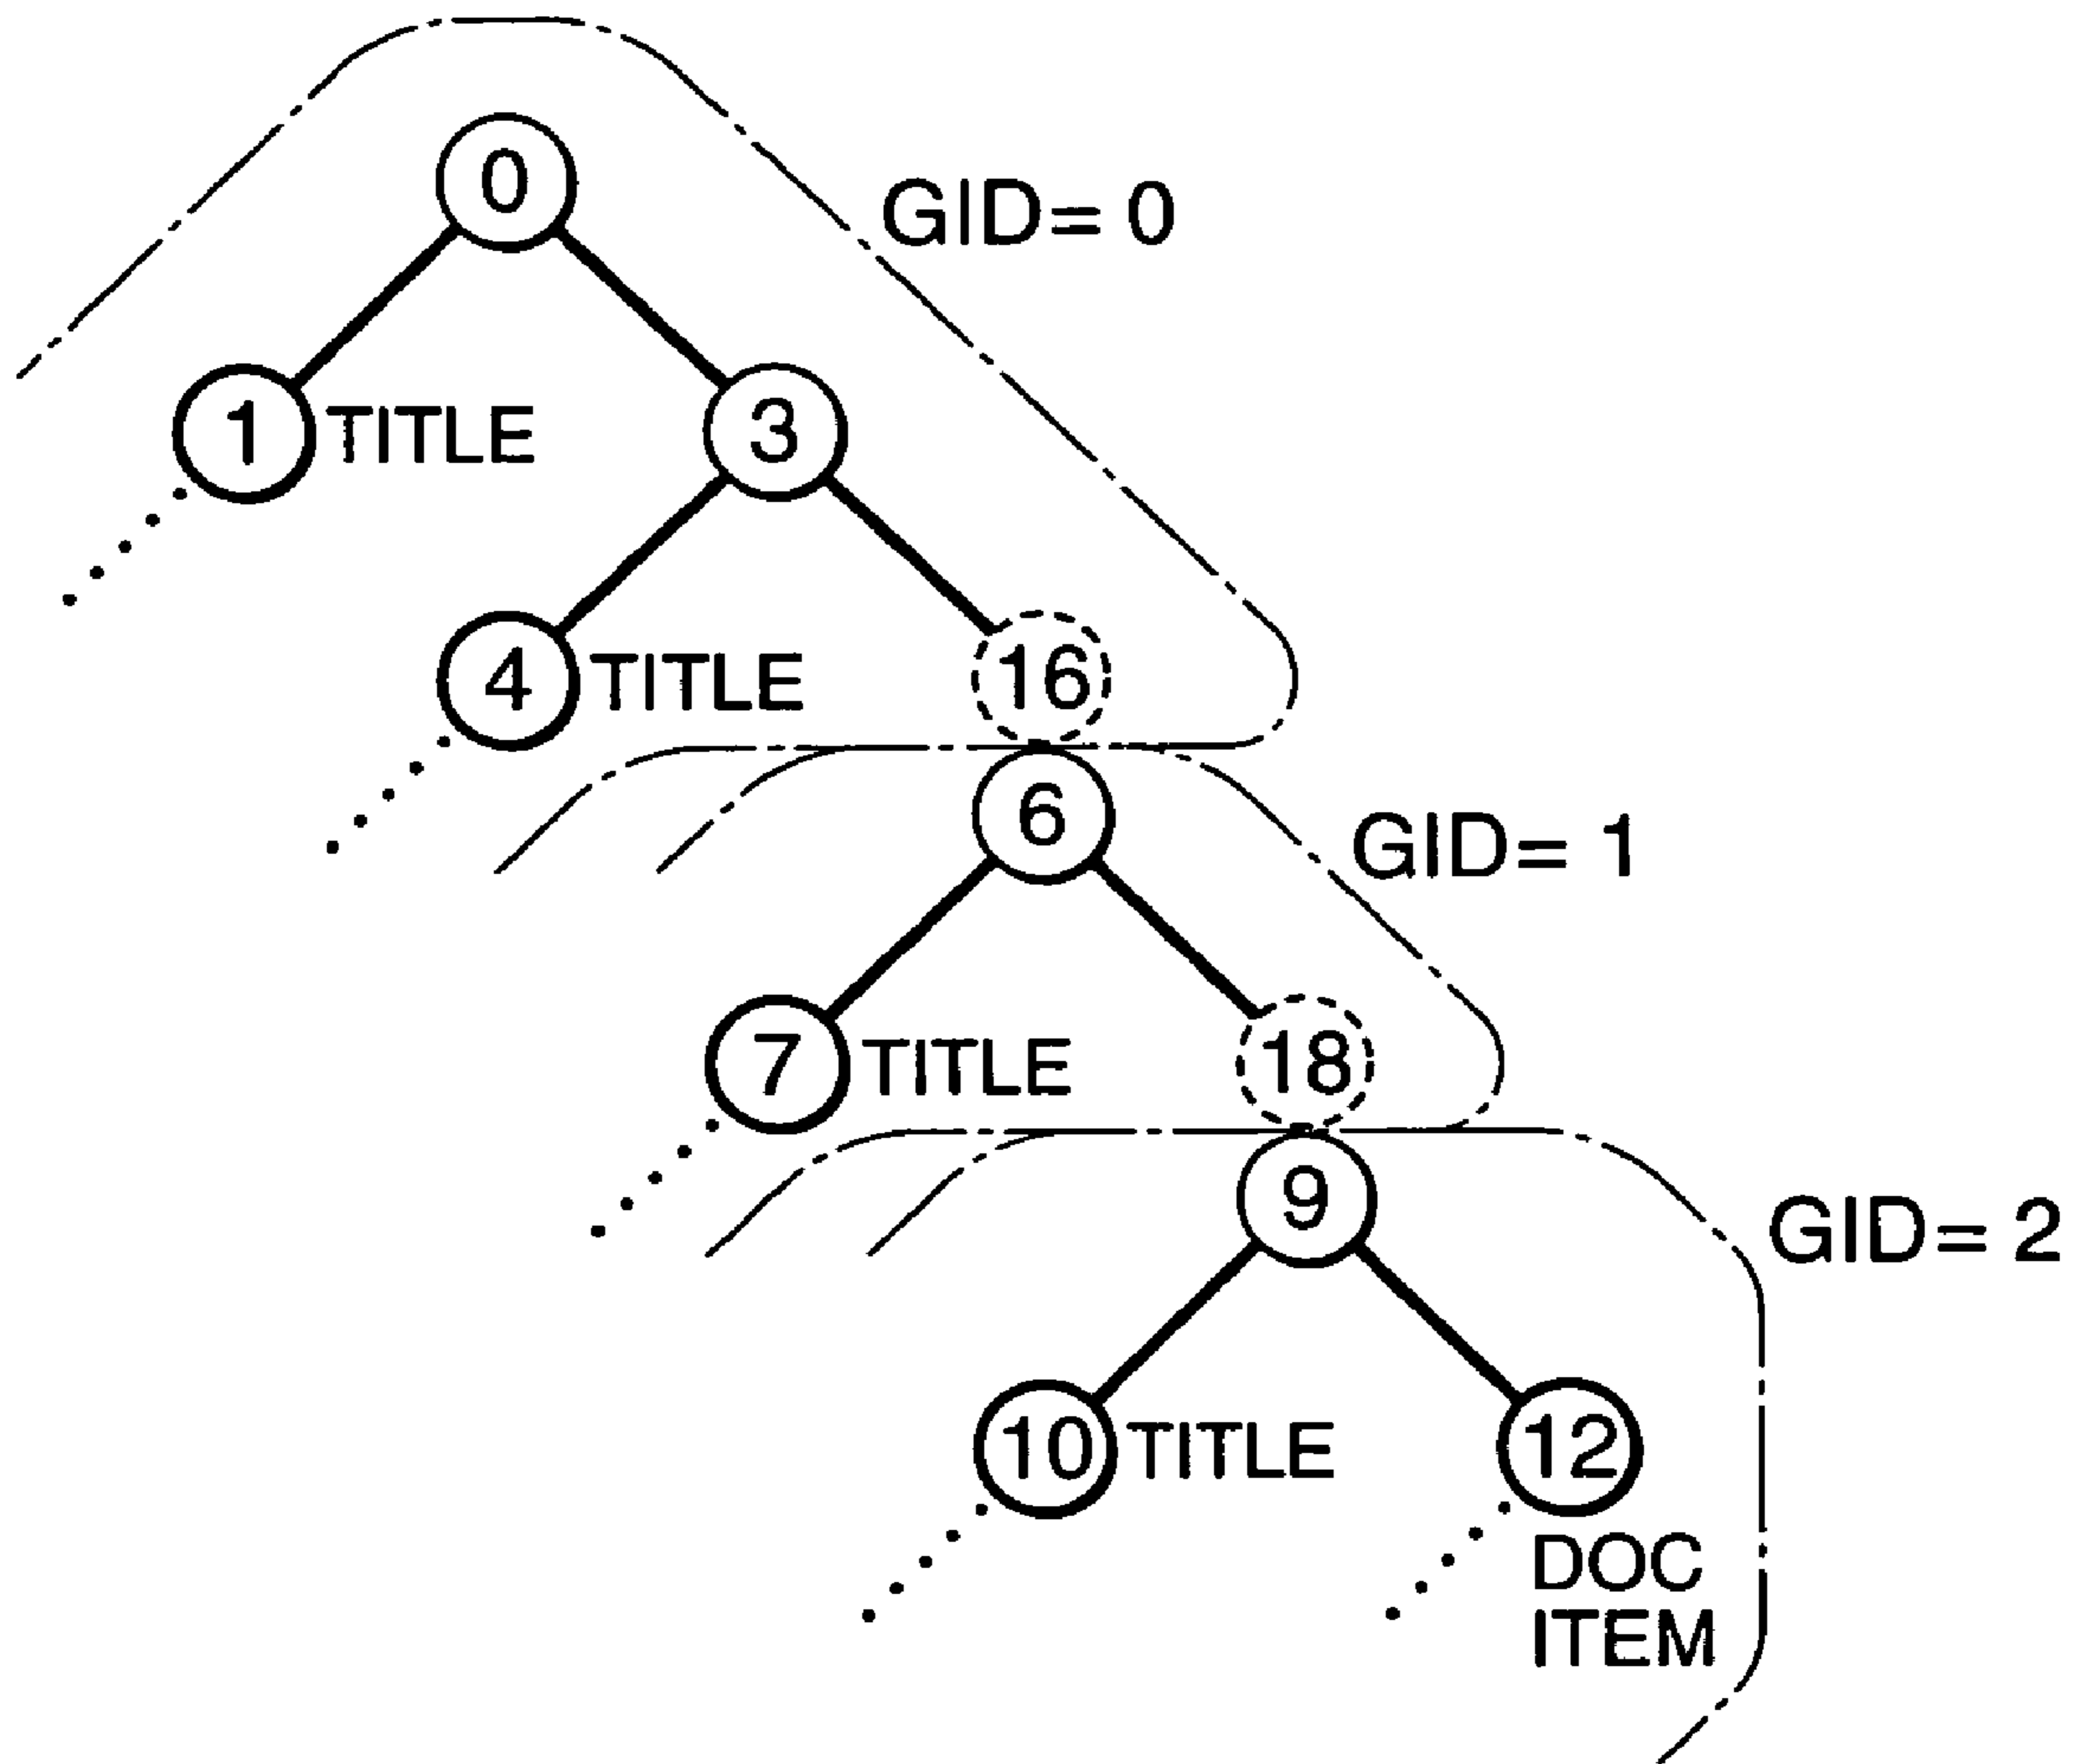 0
GID= 0
1 TITLE
3
4 TITLE
16
6
GID= 1
7 TITLE
18
9
GID= 2
10 TITLE
12
DOC
ITEM